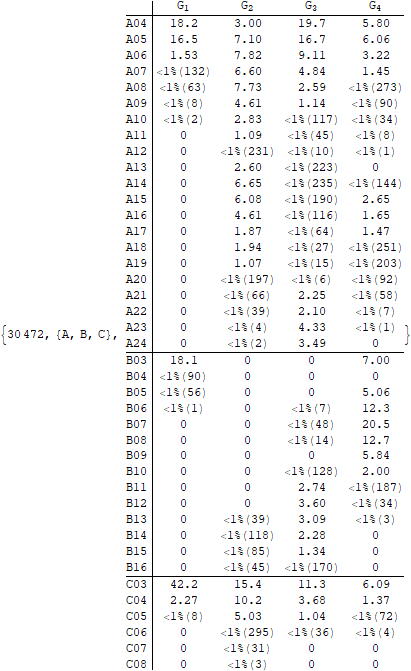 G1 G2 G3 G4
A04 18.2 3.00 19.7 5.80
A05 16.5 7.10 16.7 6.06
A06 1.53 7.82 9.11 3.22
A07 <1%(132) 6.60 4.84 1.45
A08 <1%(63) 7.73 2.59 <1%(273)
A09 <1%(8) 4.61 1.14 <1%(90)
A10 <1%(2) 2.83 <1%(117) <1%(34)
A11 0 1.09 <1%(45) <1%(8)
A12 0 <1%(231) <1%(10) <1%(1)
A13 0 2.60 <1%(223) 0
A14 0 6.65 <1%(235) <1%(144)
A15 0 6.08 <1%(190) 2.65
A16 0 4.61 <1%(116) 1.65
A17 0 1.87 <1%(64) 1.47
A18 0 1.94 <1%(27) <1%(251)
A19 0 1.07 <1%(15) <1%(203)
A20 0 <1%(197) <1%(6) <1%(92)
A21 0 <1%(66) 2.25 <1%(58)
A22 0 <1%(39) 2.10 <1%(7)
{30472, {A, B, C}, A23 0 <1%(4) 4.33 <1%(1) }
A24 0 <1%(2) 3.49 0
B03 18.1 0 0 7.00
B04 <1%(90) 0 0 0
B05 <1%(56) 0 0 5.06
B06 <1%(1) 0 <1%(7) 12.3
B07 0 0 <1%(48) 20.5
B08 0 0 <1%(14) 12.7
B09 0 0 0 5.84
B10 0 0 <1%(128) 2.00
B11 0 0 2.74 <1%(187)
B12 0 0 3.60 <1%(34)
B13 0 <1%(39) 3.09 <1%(3)
B14 0 <1%(118) 2.28 0
B15 0 <1%(85) 1.34 0
B16 0 <1%(45) <1%(170) 0
C03 42.2 15.4 11.3 6.09
C04 2.27 10.2 3.68 1.37
C05 <1%(8) 5.03 1.04 <1%(72)
C06 0 <1%(295) <1%(36) <1%(4)
C07 0 <1%(31) 0 0
C08 0 <1%(3) 0 0